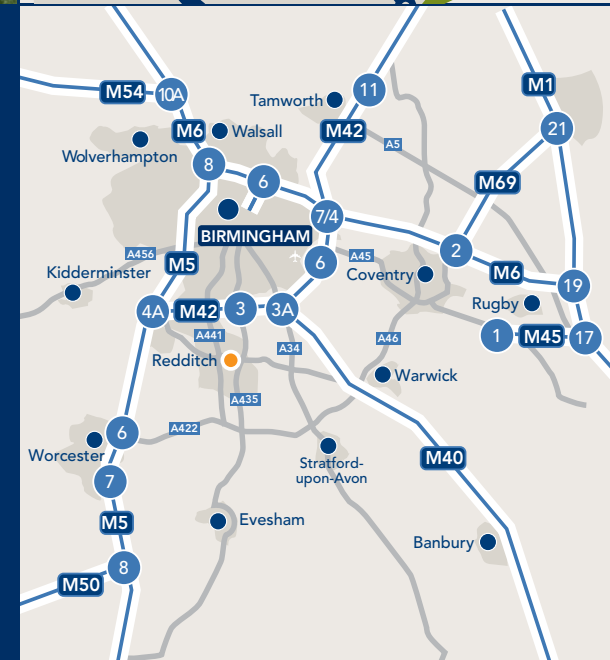 M54
10A
11
M1
Tamworth
M6
Walsall
M42
21
Wolverhampton
A5
8
6
M69
7/4
BIRMINGHAM
2
A456
M5
6
A45
Kidderminster
Coventry
M6
19
Rugby
4A
M42
3
3A
1
M45
17
A441
A34
A46
Redditch
Warwick
A435
A422
6
Worcester
M40
Stratford-
upon-Avon
7
M5
Evesham
Banbury
8
M50